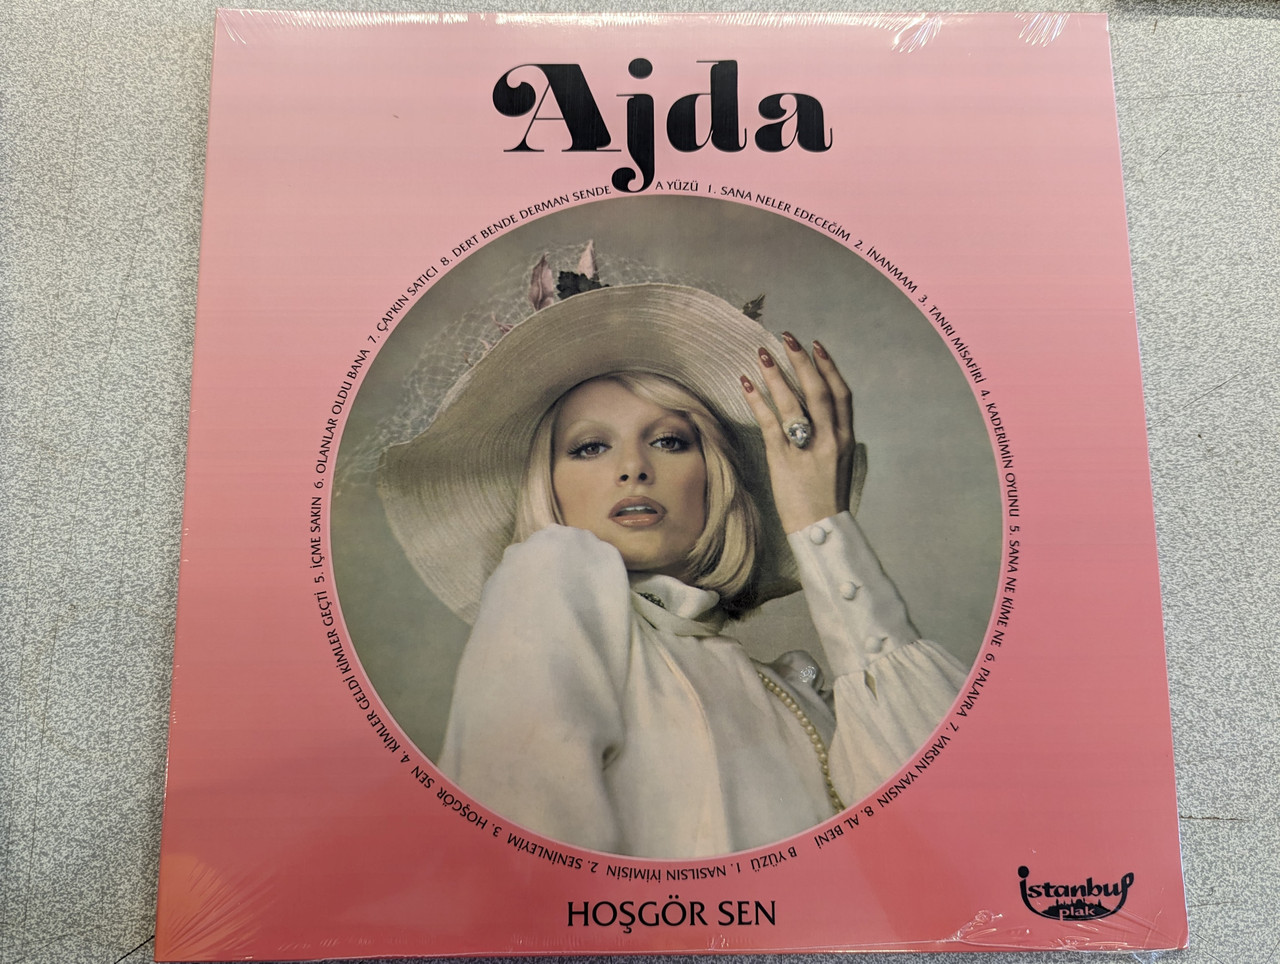 Ajda
A YÜZÜ 1. SANA NELER EDECEĞİM 2. İNANMAM 3. TANRI MİSAFİRİ 4. KADERİMİN OYUNU 5. SANA NE KİME NE 6. PALAVRA 7. VARSIN YANSIN 8. AL BENİ
B YÜZÜ 1. NASILSIN İYİMİSİN 2. SENİNLEYİM 3. HOŞGÖR SEN 4. KİMLER GELDİ KİMLER GEÇTİ 5. İÇME SAKIN 6. OLANLAR OLDU BANA 7. ÇAPKIN SATICI 8. DERT BENDE DERMAN SENDE
HOŞGÖR SEN
istanbul
plak